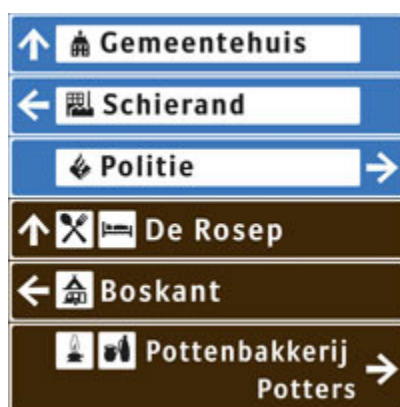 Gemeentehuis
Schierand
Politie
De Rosep
Boskant
Pottenbakkerij
Potters